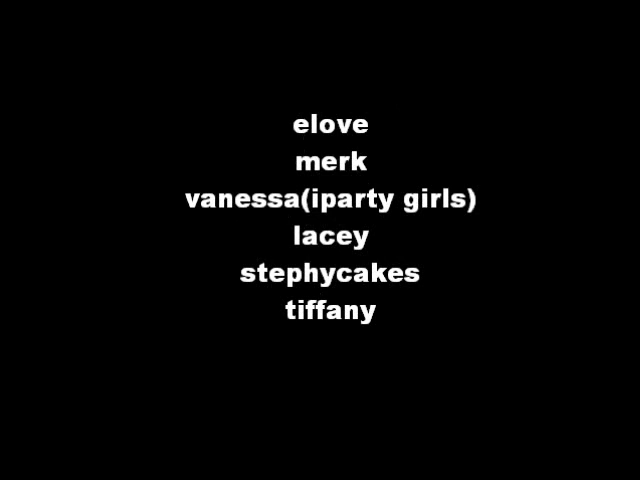 elove
merk
vanessa(iparty girls)
lacey
stephycakes
tiffany